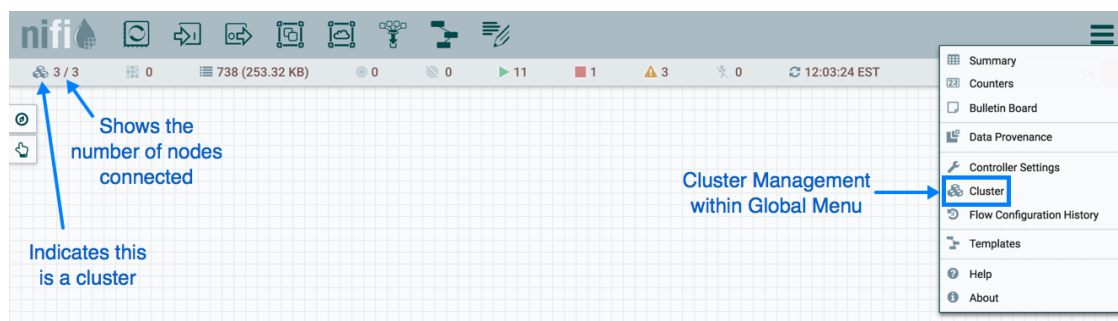 nifi
3 / 3 0 738 (253.32 KB) 0 0 11 1 3 0 12:03:24 EST
Shows the
number of nodes
connected
Indicates this
is a cluster
Cluster Management
within Global Menu
Summary
23 Counters
Bulletin Board
Data Provenance
Controller Settings
Cluster
Flow Configuration History
Templates
Help
About